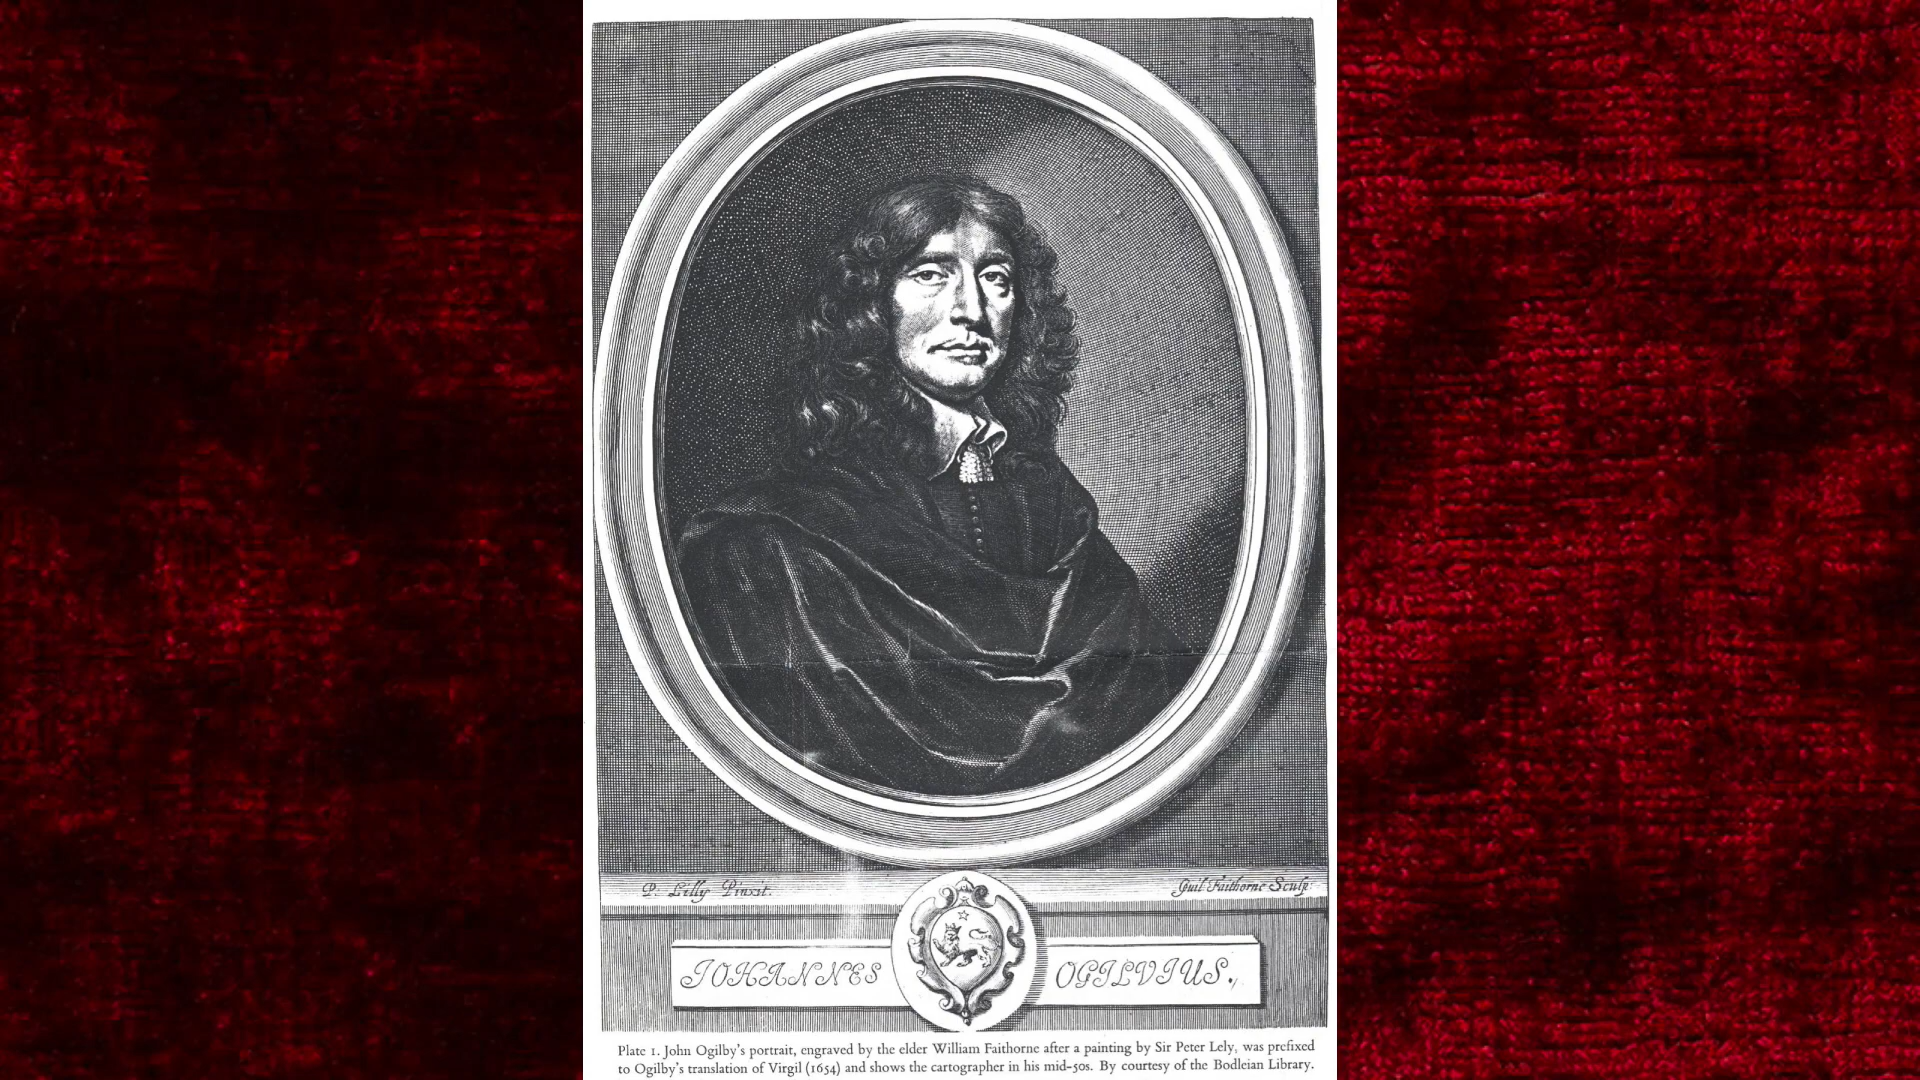 P. Lilly Pinxit.
Guil. Faithorne Sculp:
JOHANNES OGILVIUS.
Plate 1. John Ogilby's portrait, engraved by the elder William Faithorne after a painting by Sir Peter Lely, was prefixed
to Ogilby's translation of Virgil (1654) and shows the cartographer in his mid-50s. By courtesy of the Bodleian Library.